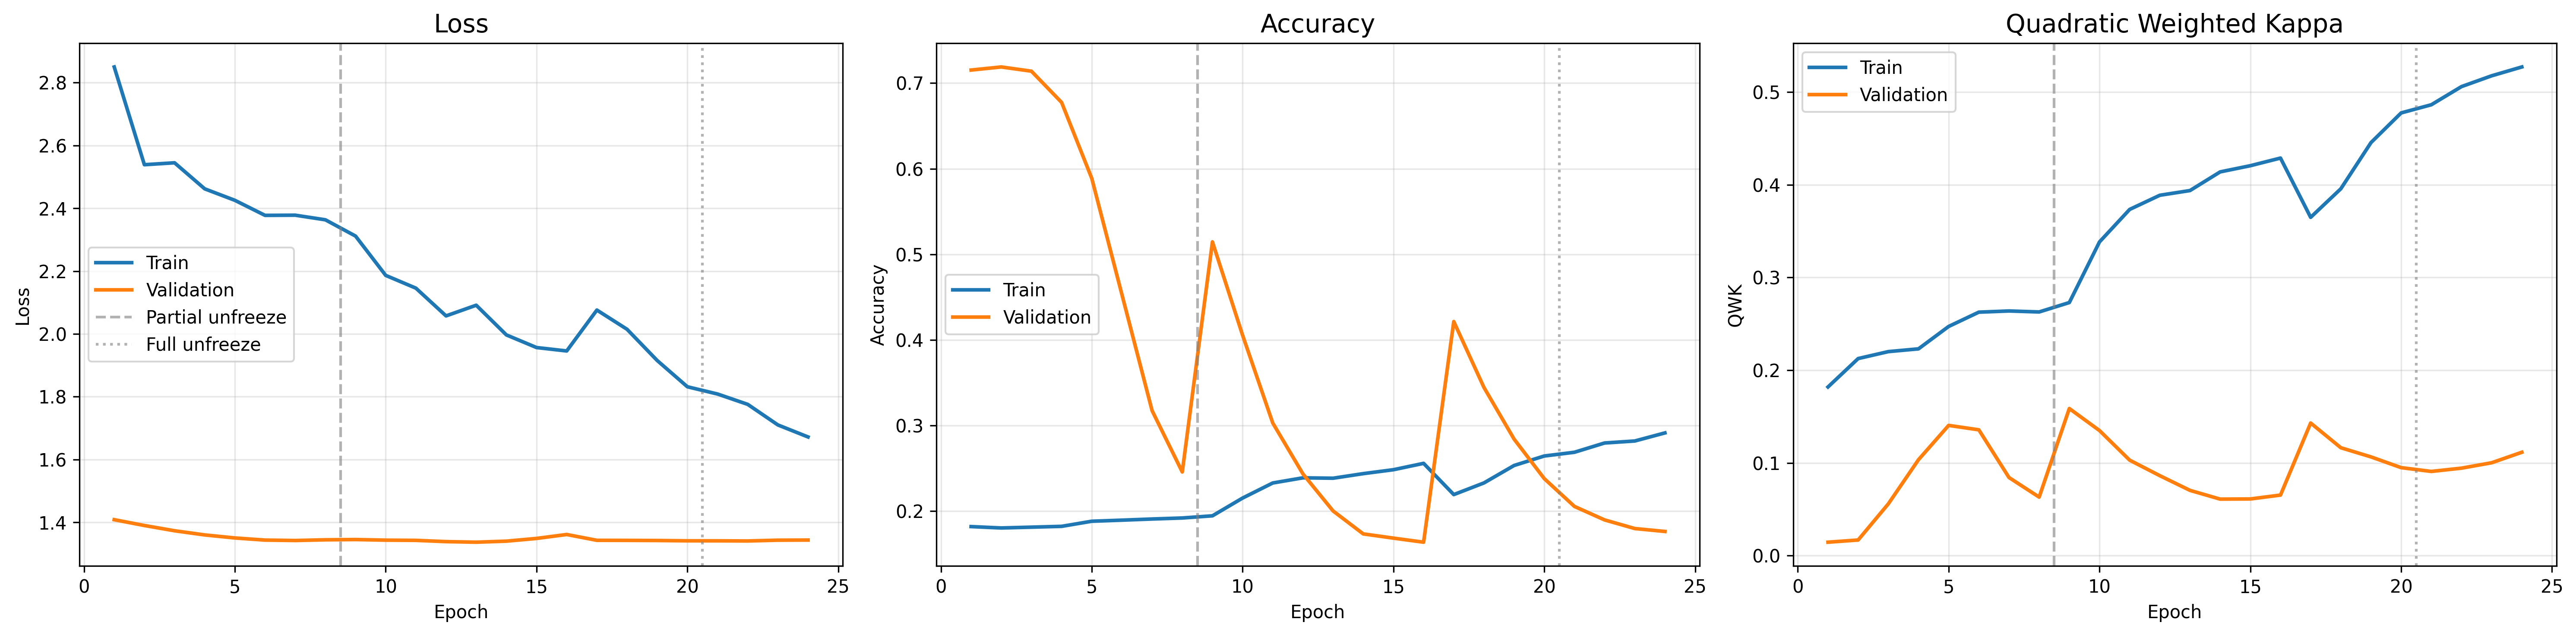 Loss
2.8
2.6
2.4
2.2
2.0
1.8
1.6
1.4
Loss
Train
Validation
Partial unfreeze
Full unfreeze
0 5 10 15 20 25
Epoch
Accuracy
0.7
0.6
0.5
0.4
0.3
0.2
Accuracy
Train
Validation
0 5 10 15 20 25
Epoch
Quadratic Weighted Kappa
Train
Validation
0.5
0.4
0.3
0.2
0.1
0.0
QWK
0 5 10 15 20 25
Epoch